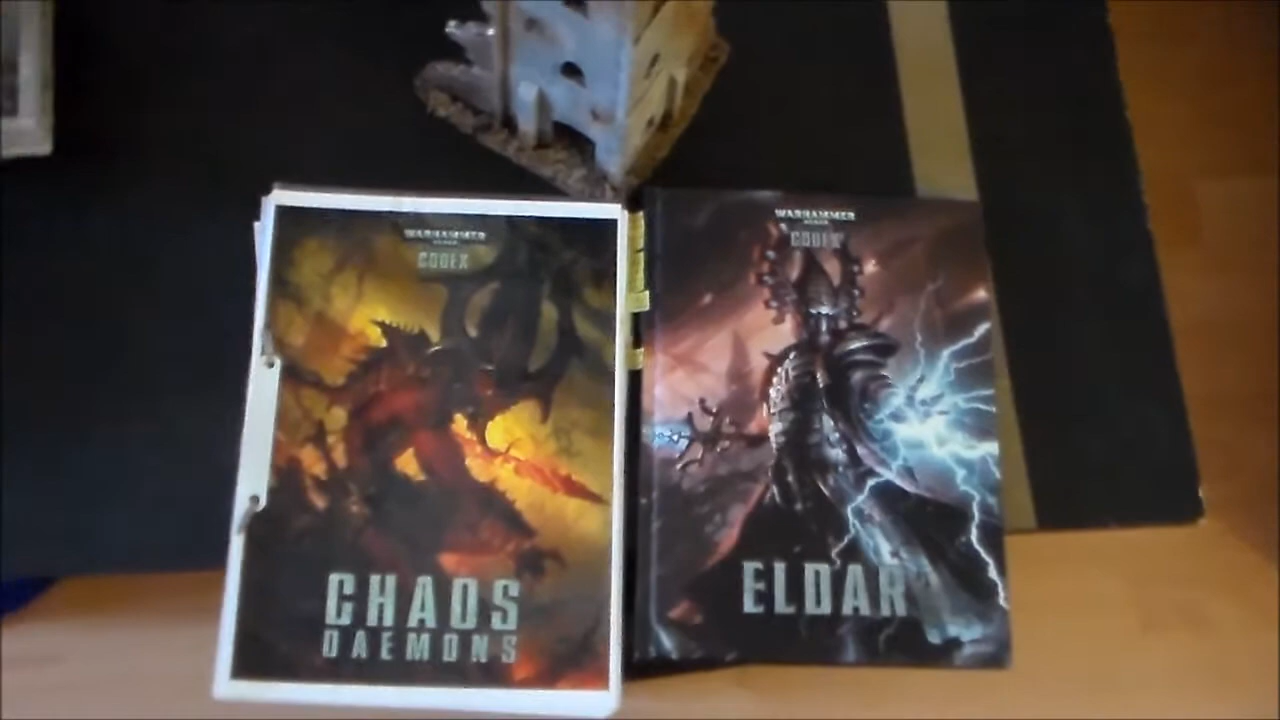 WARHAMMER
CODEX
CHAOS
DAEMONS
WARHAMMER
CODEX
ELDAR